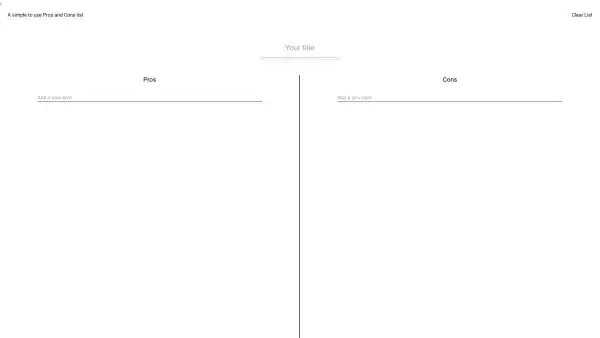 A simple to use Pros and Cons list
Clear List
Your title
Pros
Cons
Add a new item
Add a new item